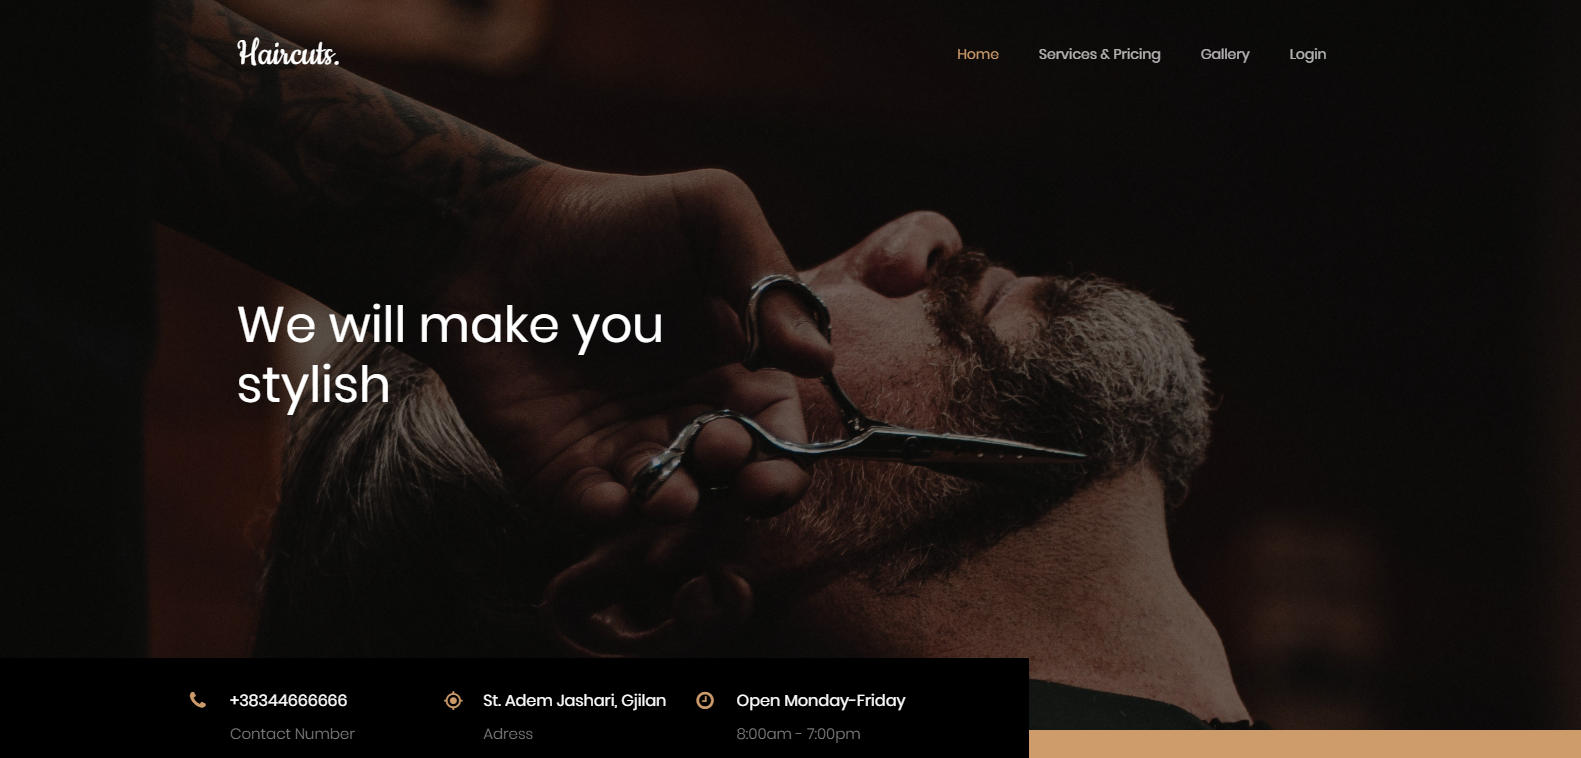 Haircuts.
Home Services & Pricing Gallery Login
We will make you
stylish
+38344666666
Contact Number
St. Adem Jashari, Gjilan
Adress
Open Monday-Friday
8:00am - 7:00pm